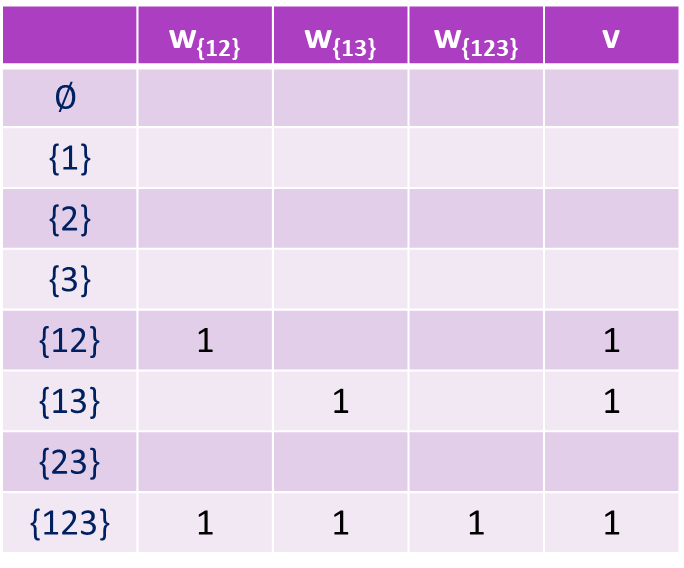 w{12} w{13} w{123} v
∅
{1}
{2}
{3}
{12} 1 1
{13} 1 1
{23}
{123} 1 1 1 1